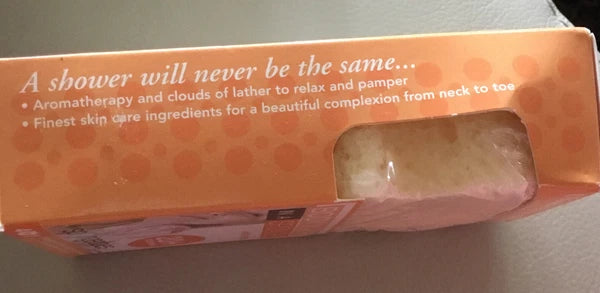 A shower will never be the same...
• Aromatherapy and clouds of lather to relax and pamper
• Finest skin care ingredients for a beautiful complexion from neck to toe